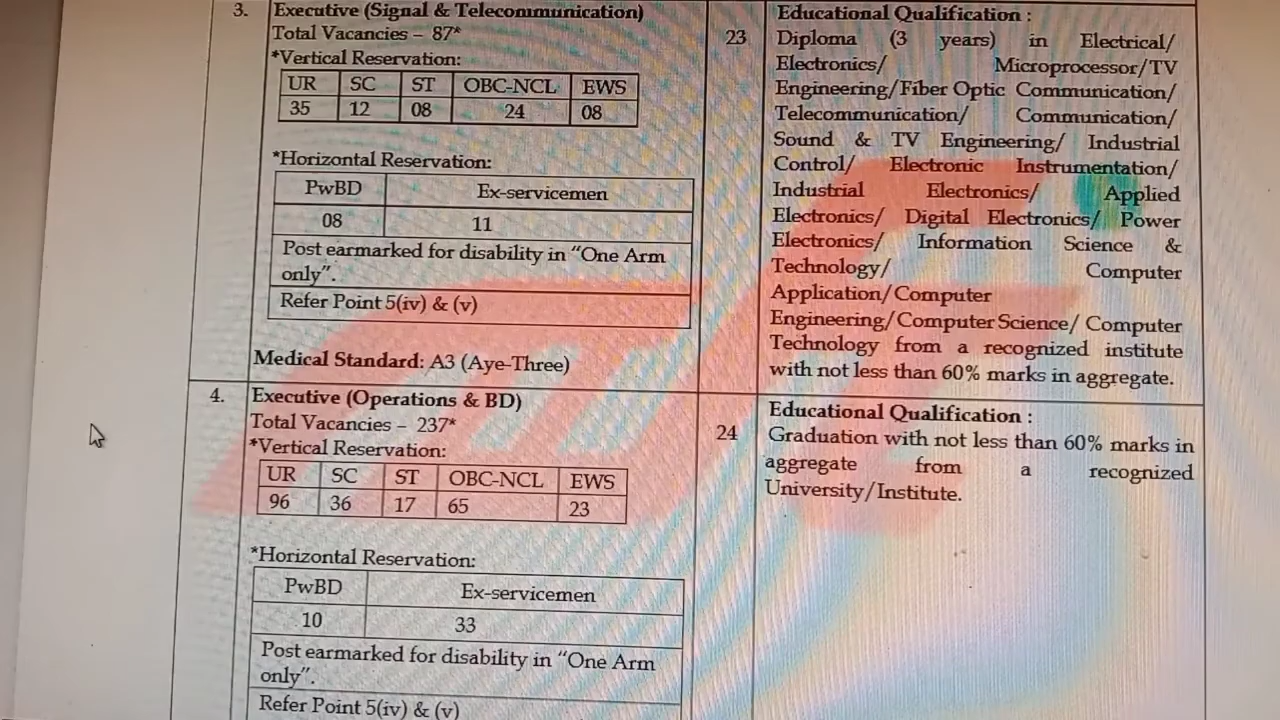 3.
Executive (Signal & Telecommunication)
Total Vacancies – 87*
*Vertical Reservation:
UR SC ST OBC-NCL EWS
35 12 08 24 08
*Horizontal Reservation:
PwBD Ex-servicemen
08 11
Post earmarked for disability in “One Arm
only”.
Refer Point 5(iv) & (v)
Medical Standard: A3 (Aye-Three)
23
Educational Qualification :
Diploma (3 years) in Electrical/
Electronics/ Microprocessor/TV
Engineering/Fiber Optic Communication/
Telecommunication/ Communication/
Sound & TV Engineering/ Industrial
Control/ Electronic Instrumentation/
Industrial Electronics/ Applied
Electronics/ Digital Electronics/ Power
Electronics/ Information Science &
Technology/ Computer
Application/Computer
Engineering/Computer Science/ Computer
Technology from a recognized institute
with not less than 60% marks in aggregate.
4.
Executive (Operations & BD)
Total Vacancies – 237*
*Vertical Reservation:
UR SC ST OBC-NCL EWS
96 36 17 65 23
*Horizontal Reservation:
PwBD Ex-servicemen
10 33
Post earmarked for disability in “One Arm
only”.
Refer Point 5(iv) & (v)
24
Educational Qualification :
Graduation with not less than 60% marks in
aggregate from a recognized
University/Institute.